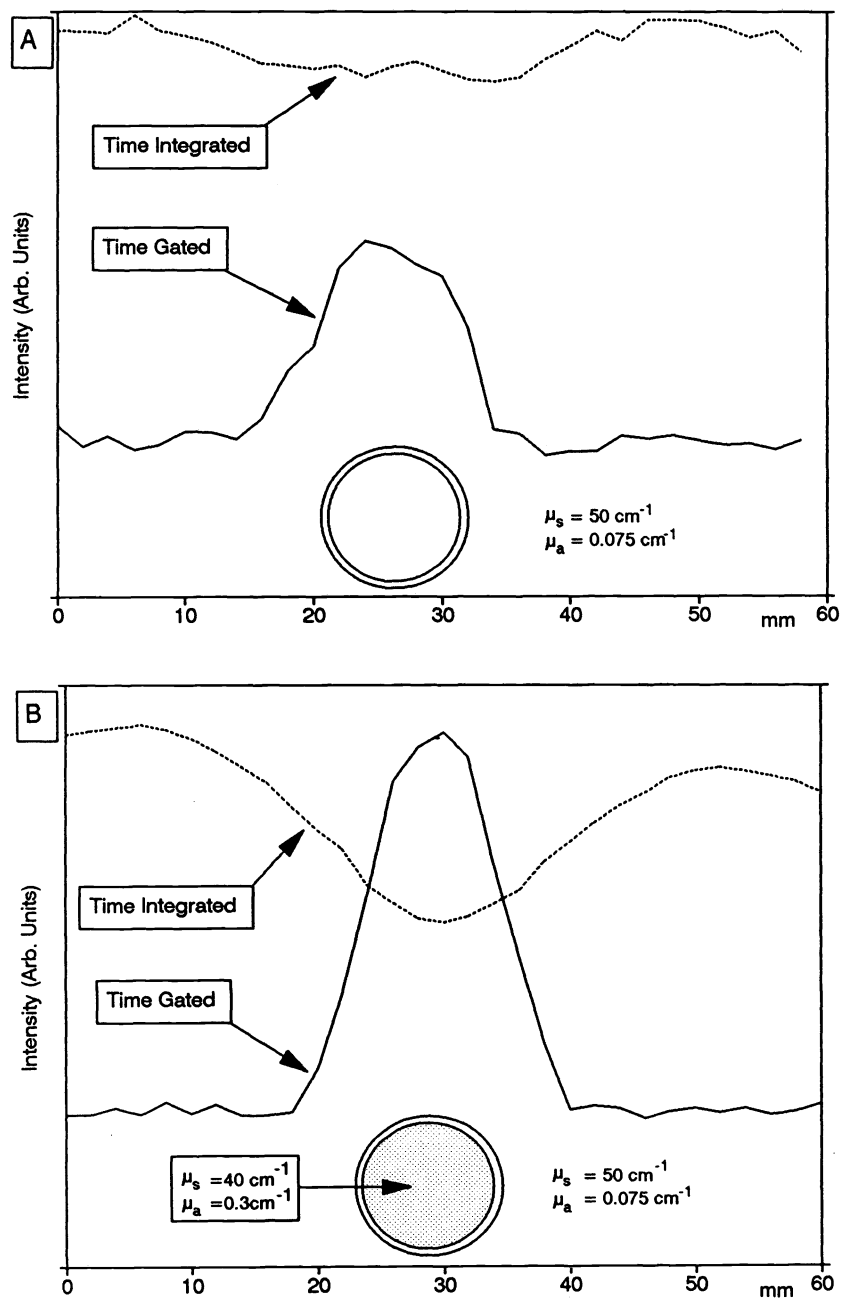 A
Time Integrated
Time Gated
Intensity (Arb. Units)
μs = 50 cm-1
μa = 0.075 cm-1
0 10 20 30 40 50 mm 60
B
Time Integrated
Time Gated
Intensity (Arb. Units)
μs =40 cm-1
μa =0.3cm-1
μs = 50 cm-1
μa = 0.075 cm-1
0 10 20 30 40 50 mm 60